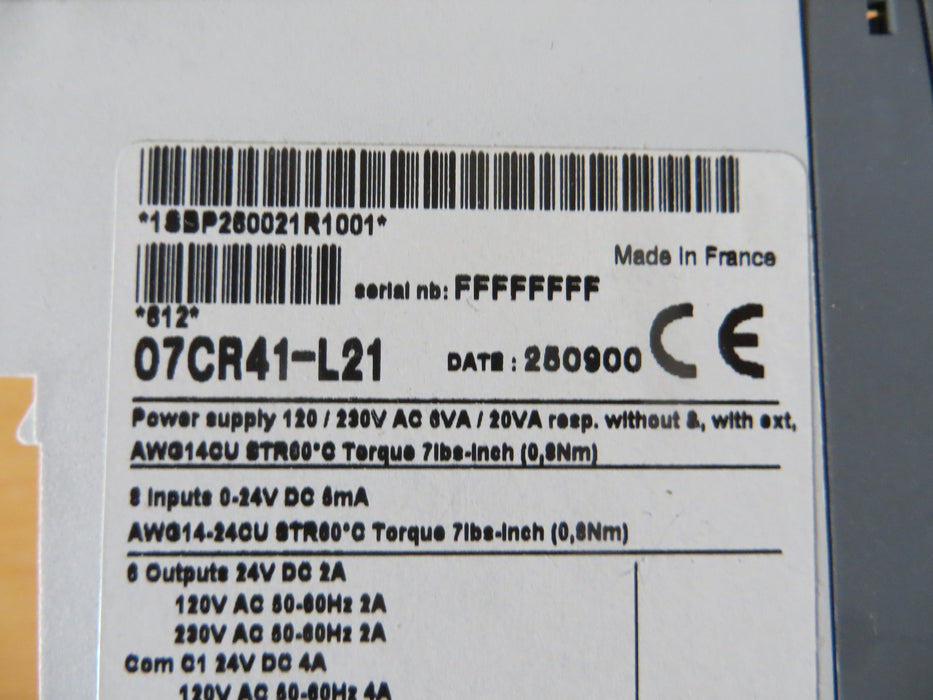 *1SBP260021R1001*
Made in France
serial nb: FFFFFFFF
*612*
07CR41-L21
DATE : 250900
CE
Power supply 120 / 230V AC 6VA / 20VA resp. without &, with ext,
AWG14CU STR60°C Torque 7lbs-inch (0,8Nm)
8 Inputs 0-24V DC 5mA
AWG14-24CU STR60°C Torque 7lbs-inch (0,8Nm)
6 Outputs 24V DC 2A
120V AC 50-60Hz 2A
230V AC 50-60Hz 2A
Com C1 24V DC 4A
120V AC 50-60Hz 4A